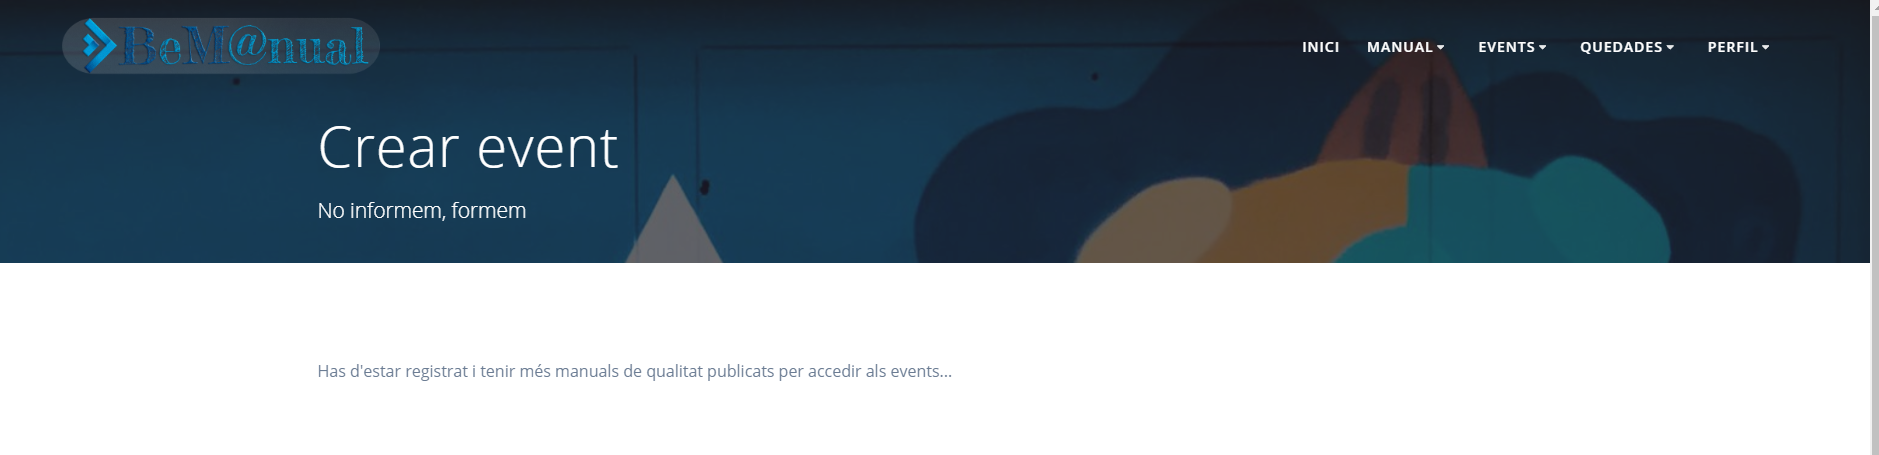 BeM@nual
INICI MANUAL EVENTS QUEDADES PERFIL
Crear event
No informem, formem
Has d'estar registrat i tenir més manuals de qualitat publicats per accedir als events...